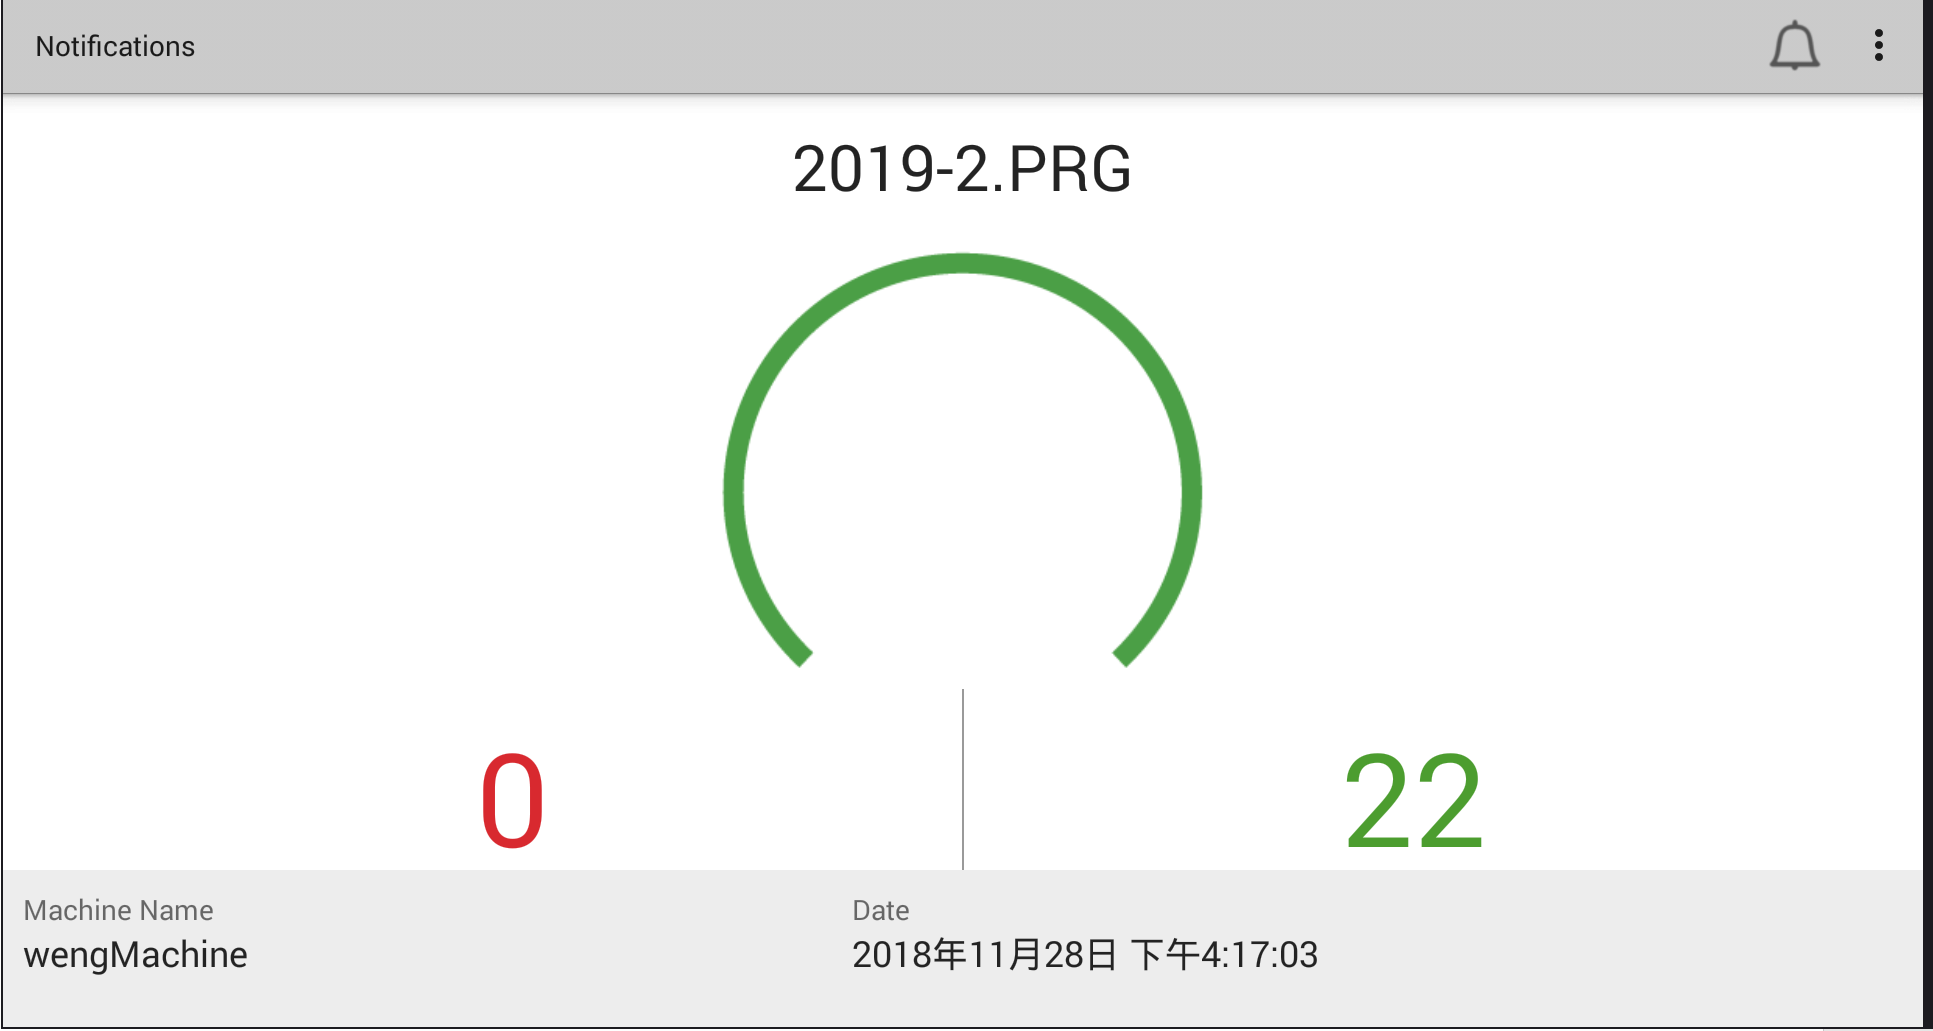 Notifications
2019-2.PRG
0
22
Machine Name
Date
wengMachine
2018年11月28日 下午4:17:03